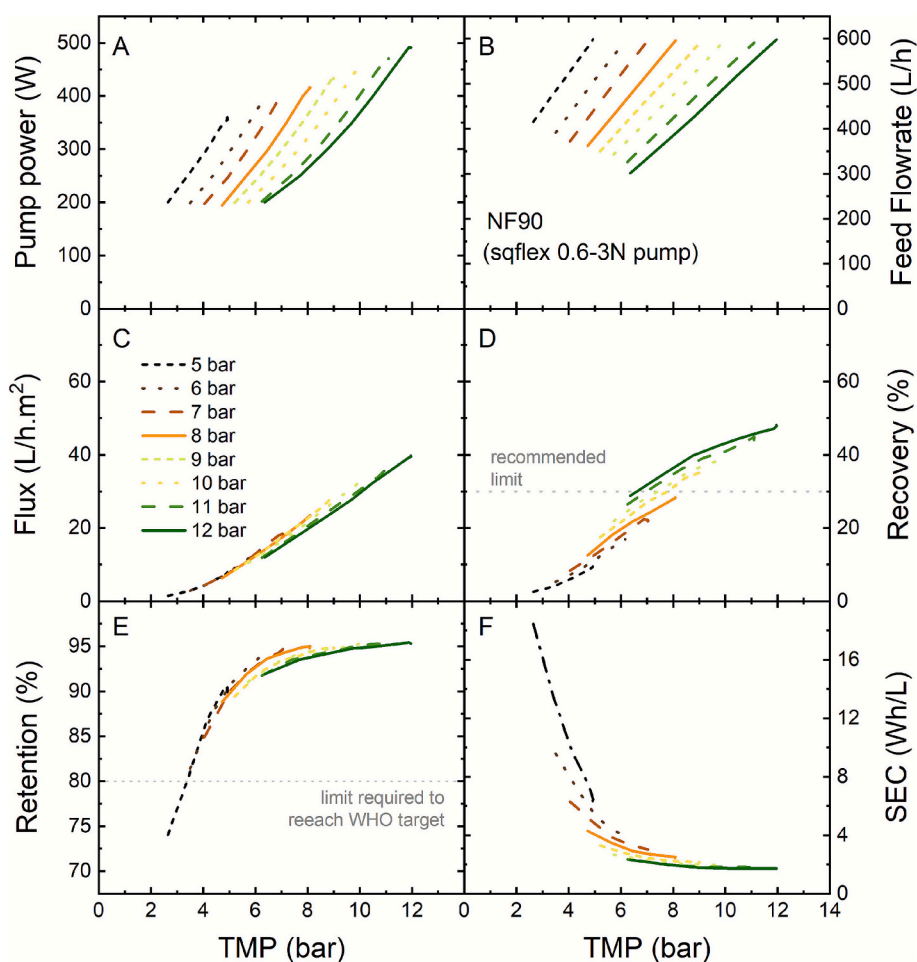 A
Pump power (W)
500
400
300
200
100
0
B
NF90
(sqflex 0.6-3N pump)
600
500
400
300
200
100
0
Feed Flowrate (L/h)
C
Flux (L/h.m²)
60
40
20
0
5 bar
6 bar
7 bar
8 bar
9 bar
10 bar
11 bar
12 bar
D
recommended
limit
60
40
20
0
Recovery (%)
E
Retention (%)
95
90
85
80
75
70
limit required to
reeach WHO target
F
16
12
8
4
0
SEC (Wh/L)
0 2 4 6 8 10 12
TMP (bar)
0 2 4 6 8 10 12 14
TMP (bar)